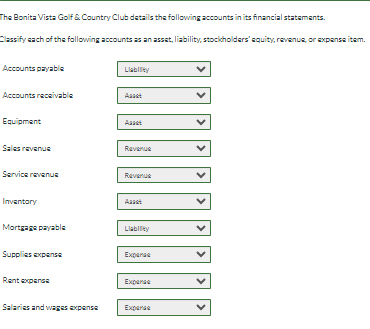 The Bonita Vista Golf & Country Club details the following accounts in its financial statements.
Classify each of the following accounts as an asset, liability, stockholders' equity, revenue, or expense item.
Accounts payable Liability
Accounts receivable Asset
Equipment Asset
Sales revenue Revenue
Service revenue Revenue
Inventory Asset
Mortgage payable Liability
Supplies expense Expense
Rent expense Expense
Salaries and wages expense Expense